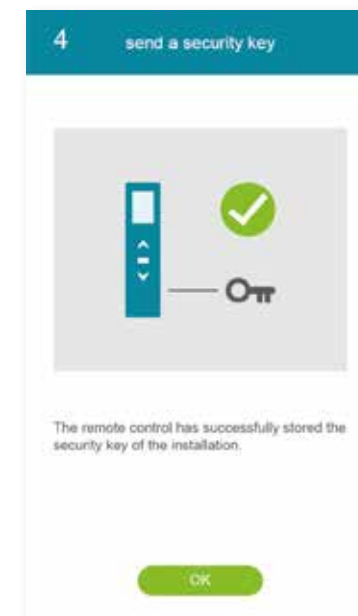 4 send a security key
The remote control has successfully stored the
security key of the installation.
OK